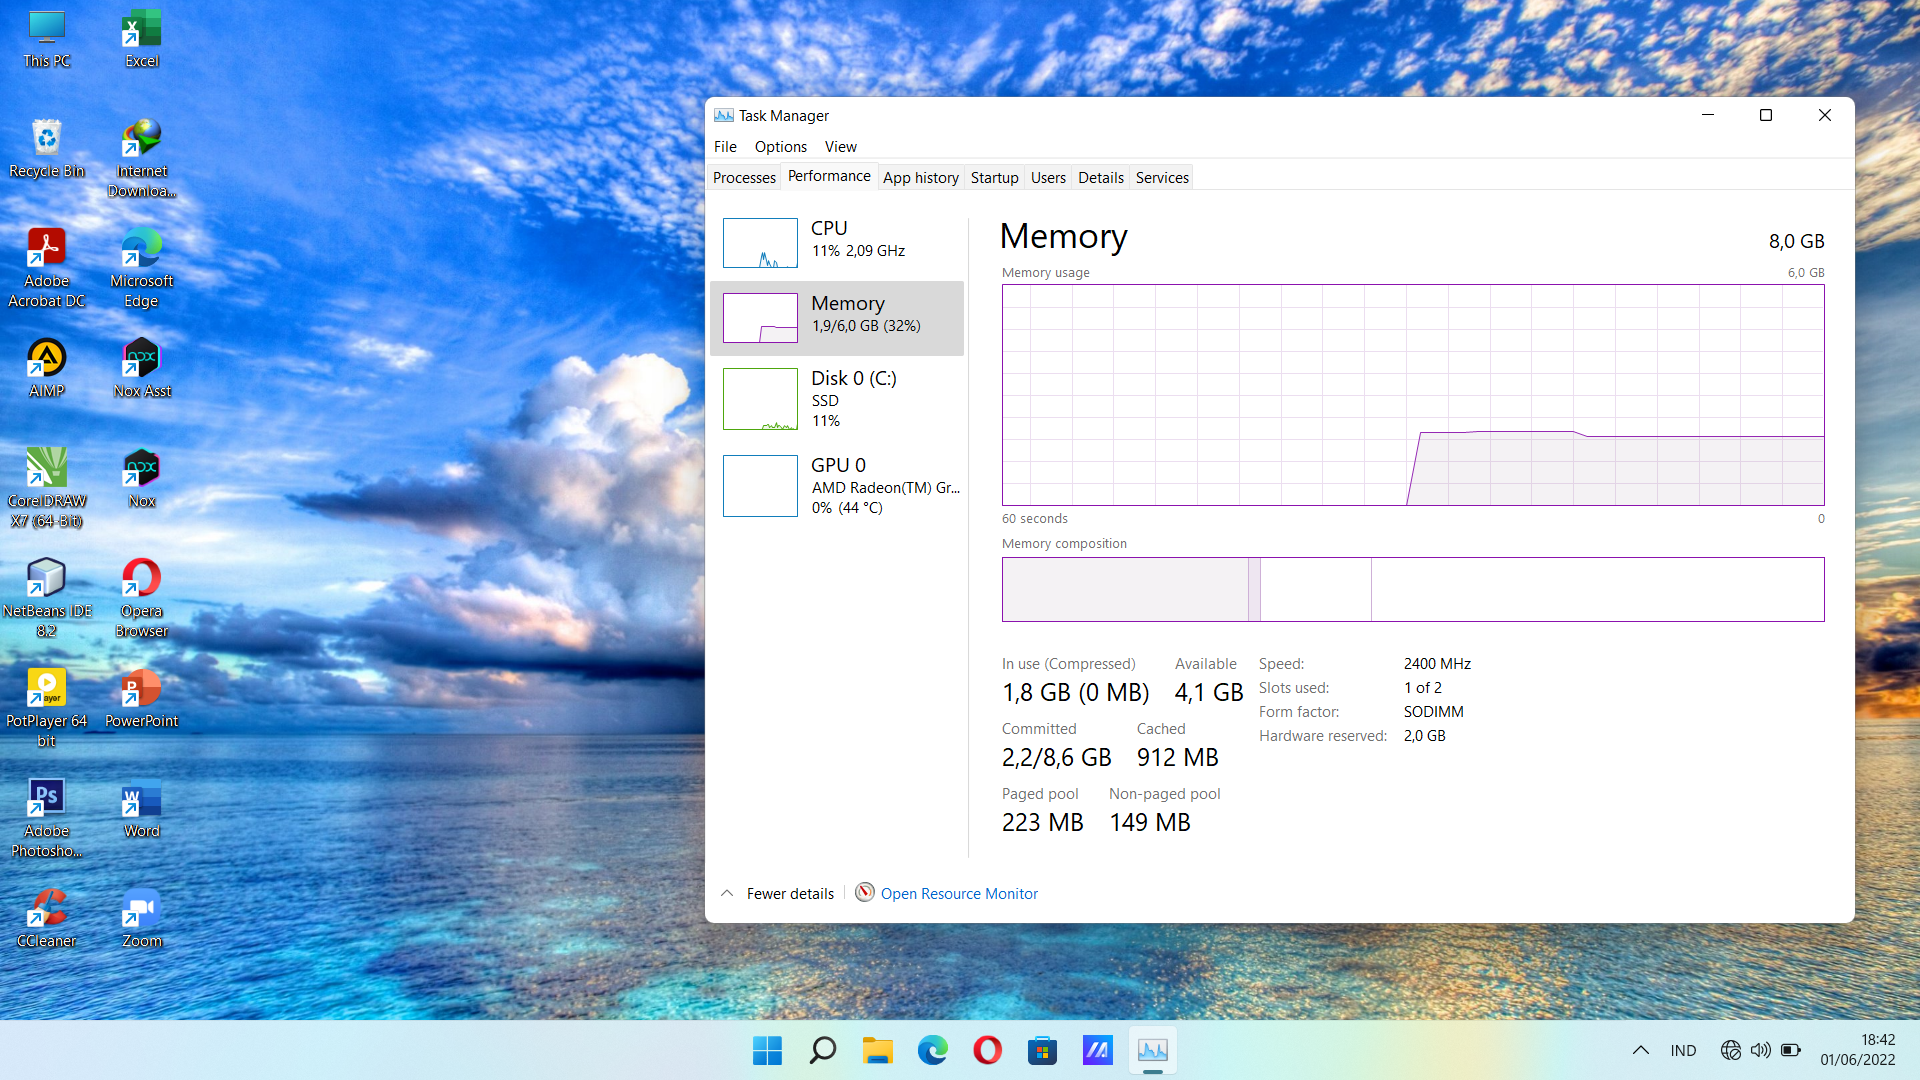 This PC
Excel
Recycle Bin
Internet
Downloa...
Adobe
Acrobat DC
Microsoft
Edge
AIMP
Nox Asst
Corel DRAW
X7 (64-Bit)
Nox
NetBeans IDE
8.2
Opera
Browser
PotPlayer 64
bit
PowerPoint
Adobe
Photosho...
Word
CCleaner
Zoom
Task Manager
File Options View
Processes Performance App history Startup Users Details Services
CPU
11% 2,09 GHz
Memory
1,9/6,0 GB (32%)
Disk 0 (C:)
SSD
11%
GPU 0
AMD Radeon(TM) Gr...
0% (44 °C)
Memory
8,0 GB
Memory usage
6,0 GB
60 seconds
0
Memory composition
In use (Compressed)
1,8 GB (0 MB)
Available
4,1 GB
Committed
2,2/8,6 GB
Cached
912 MB
Paged pool
223 MB
Non-paged pool
149 MB
Speed: 2400 MHz
Slots used: 1 of 2
Form factor: SODIMM
Hardware reserved: 2,0 GB
Fewer details
Open Resource Monitor
IND
18:42
01/06/2022